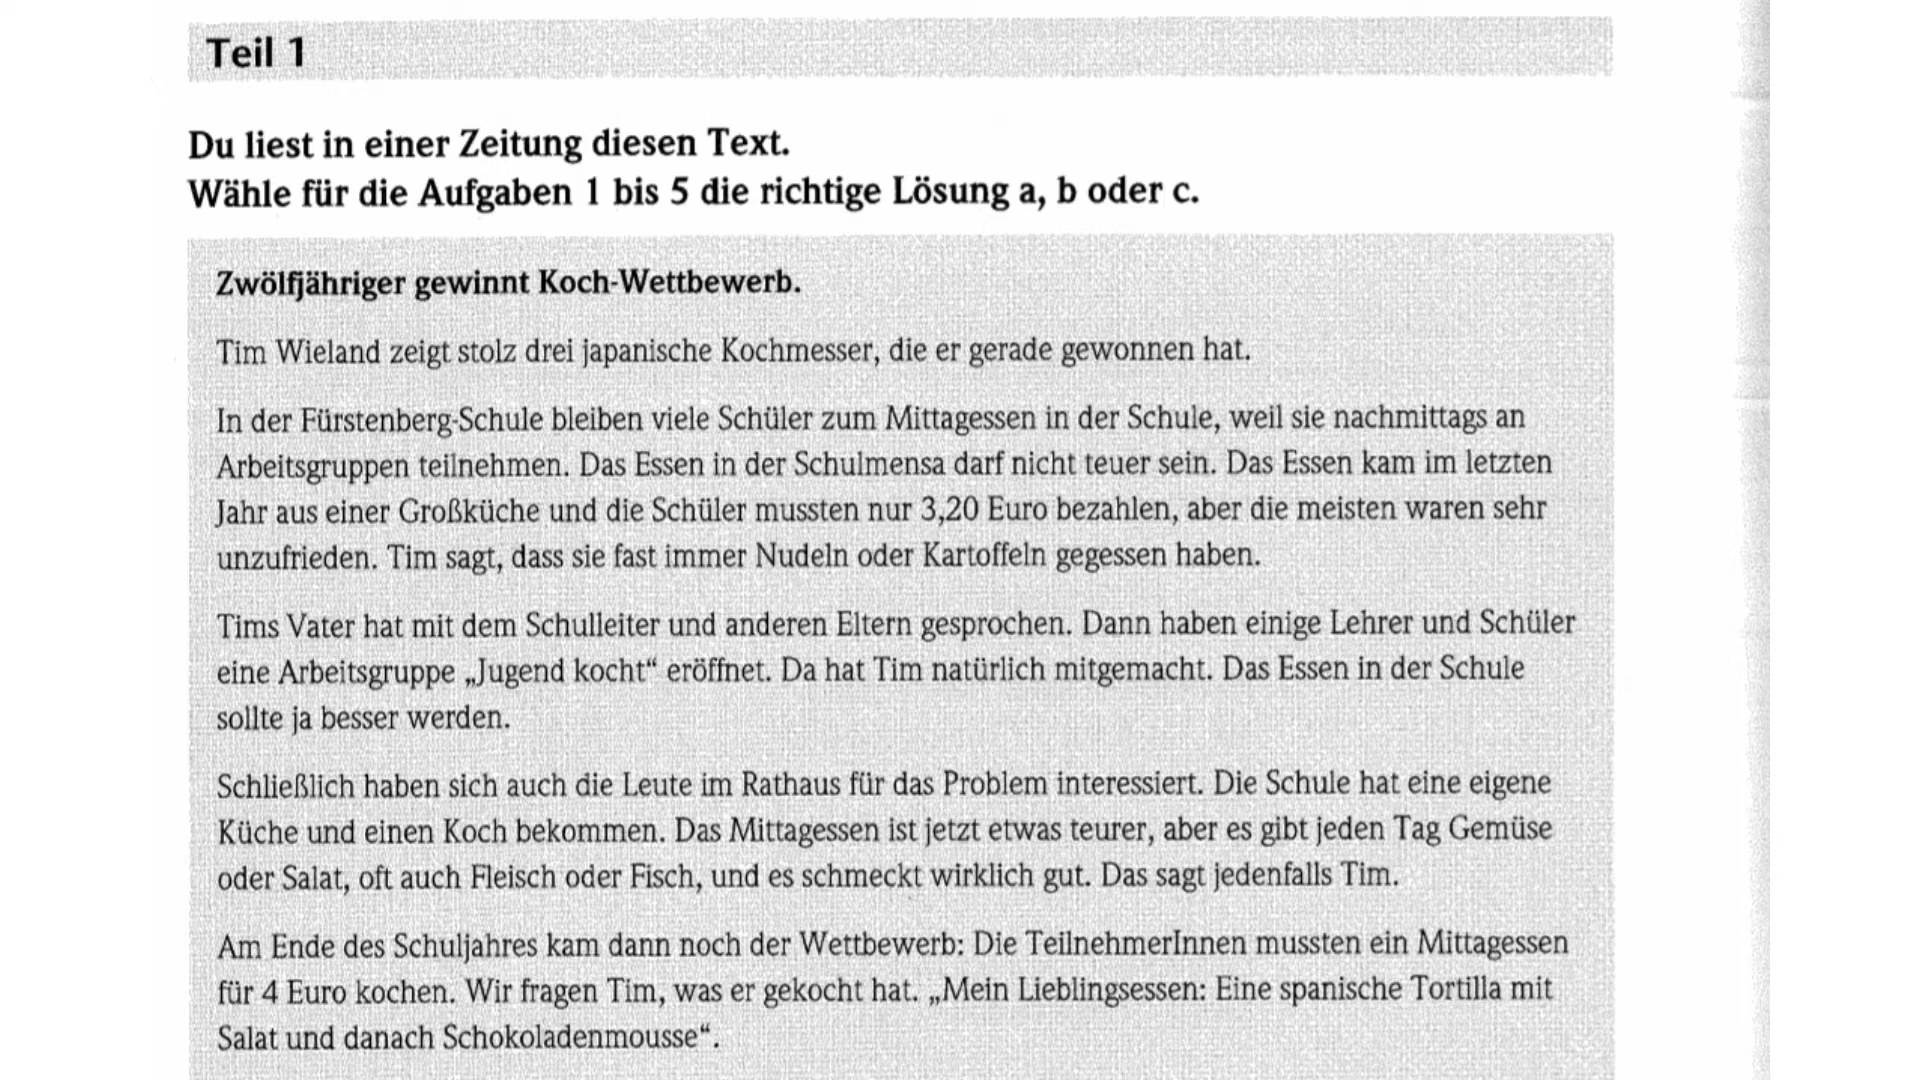 Teil 1
Du liest in einer Zeitung diesen Text.
Wähle für die Aufgaben 1 bis 5 die richtige Lösung a, b oder c.
Zwölfjähriger gewinnt Koch-Wettbewerb.
Tim Wieland zeigt stolz drei japanische Kochmesser, die er gerade gewonnen hat.
In der Fürstenberg-Schule bleiben viele Schüler zum Mittagessen in der Schule, weil sie nachmittags an
Arbeitsgruppen teilnehmen. Das Essen in der Schulmensa darf nicht teuer sein. Das Essen kam im letzten
Jahr aus einer Großküche und die Schüler mussten nur 3,20 Euro bezahlen, aber die meisten waren sehr
unzufrieden. Tim sagt, dass sie fast immer Nudeln oder Kartoffeln gegessen haben.
Tims Vater hat mit dem Schulleiter und anderen Eltern gesprochen. Dann haben einige Lehrer und Schüler
eine Arbeitsgruppe „Jugend kocht“ eröffnet. Da hat Tim natürlich mitgemacht. Das Essen in der Schule
sollte ja besser werden.
Schließlich haben sich auch die Leute im Rathaus für das Problem interessiert. Die Schule hat eine eigene
Küche und einen Koch bekommen. Das Mittagessen ist jetzt etwas teurer, aber es gibt jeden Tag Gemüse
oder Salat, oft auch Fleisch oder Fisch, und es schmeckt wirklich gut. Das sagt jedenfalls Tim.
Am Ende des Schuljahres kam dann noch der Wettbewerb: Die TeilnehmerInnen mussten ein Mittagessen
für 4 Euro kochen. Wir fragen Tim, was er gekocht hat. „Mein Lieblingsessen: Eine spanische Tortilla mit
Salat und danach Schokoladenmousse“.